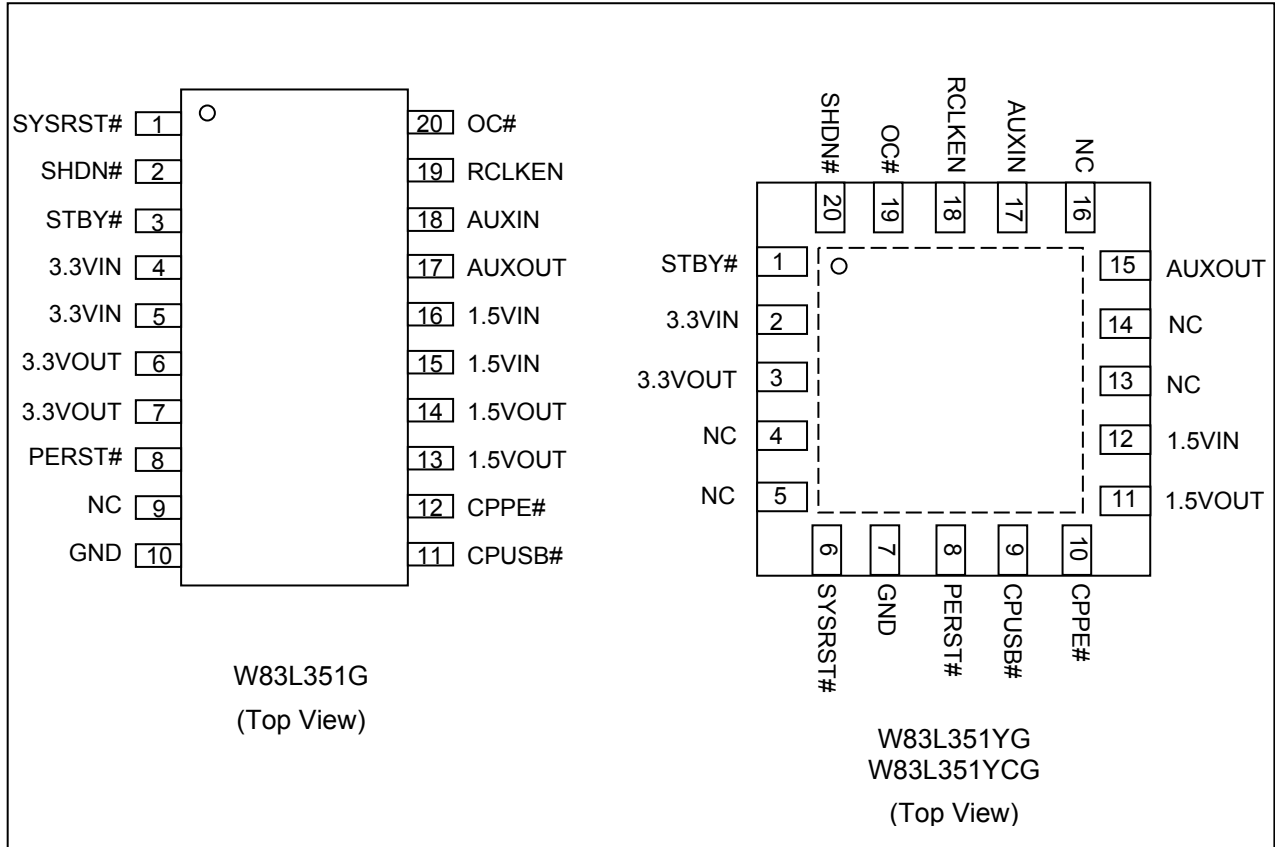 SYSRST# 1
SHDN# 2
STBY# 3
3.3VIN 4
3.3VIN 5
3.3VOUT 6
3.3VOUT 7
PERST# 8
NC 9
GND 10
20 OC#
19 RCLKEN
18 AUXIN
17 AUXOUT
16 1.5VIN
15 1.5VIN
14 1.5VOUT
13 1.5VOUT
12 CPPE#
11 CPUSB#
W83L351G
(Top View)
SHDN# 20
OC# 19
RCLKEN 18
AUXIN 17
NC 16
STBY# 1
3.3VIN 2
3.3VOUT 3
NC 4
NC 5
15 AUXOUT
14 NC
13 NC
12 1.5VIN
11 1.5VOUT
6 SYSRST#
7 GND
8 PERST#
9 CPUSB#
10 CPPE#
W83L351YG
W83L351YCG
(Top View)